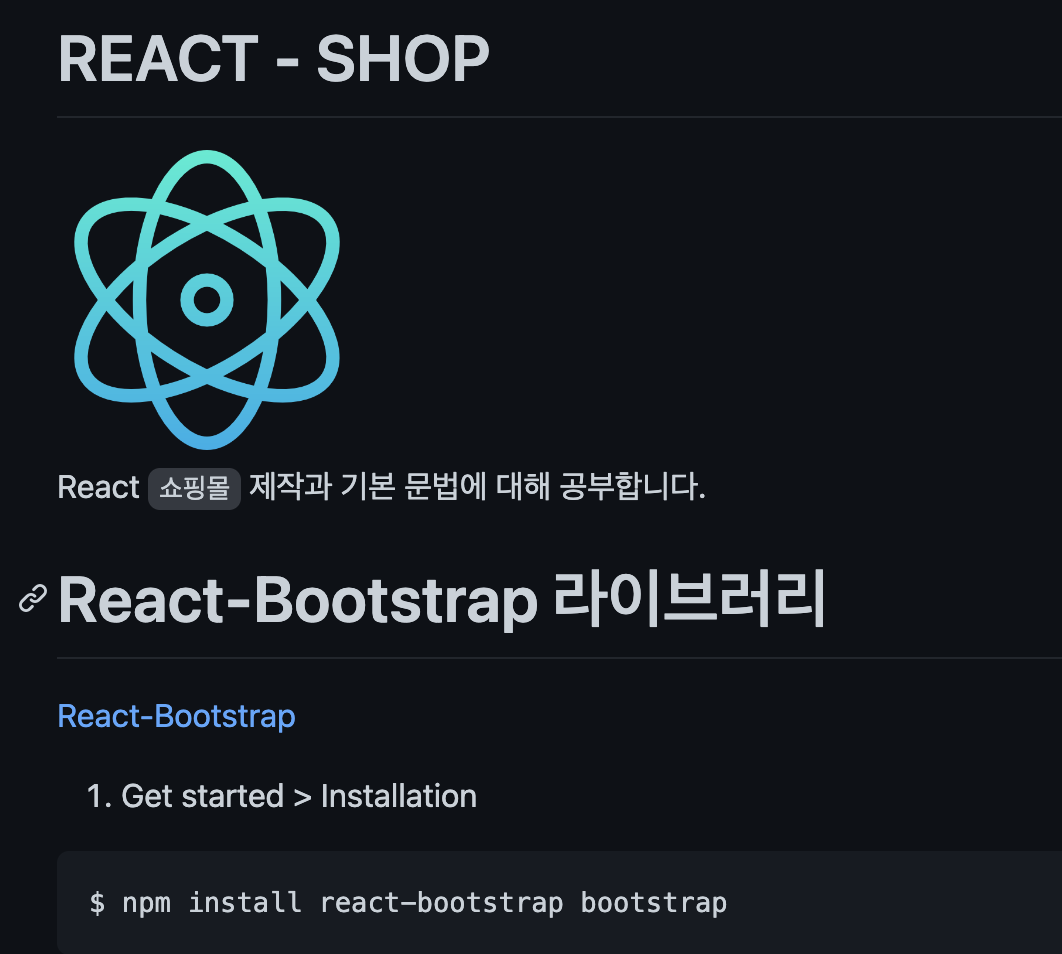 REACT - SHOP
React 쇼핑몰 제작과 기본 문법에 대해 공부합니다.
React-Bootstrap 라이브러리
React-Bootstrap
1. Get started > Installation
$ npm install react-bootstrap bootstrap